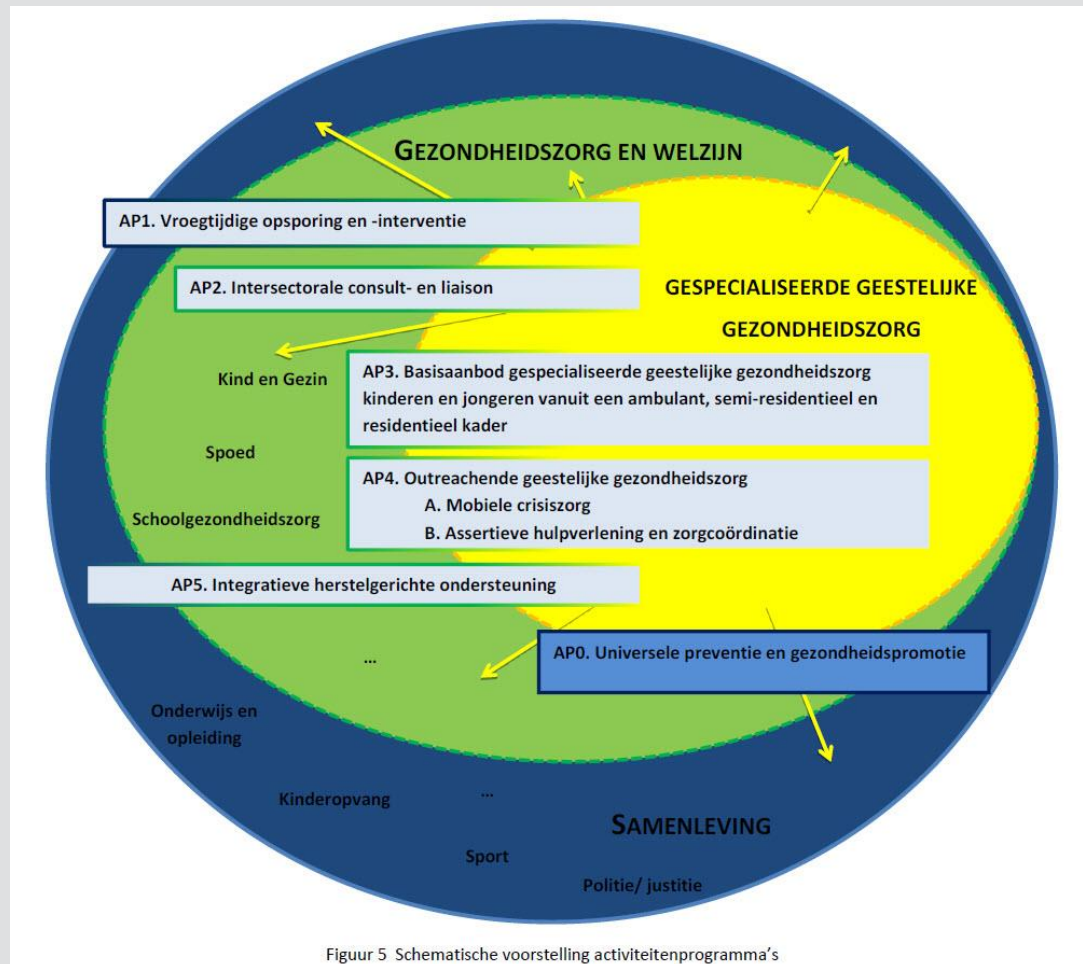 GEZONDHEIDSZORG EN WELZIJN
AP1. Vroegtijdige opsporing en -interventie
AP2. Intersectorale consult- en liaison
GESPECIALISEERDE GEESTELIJKE
GEZONDHEIDSZORG
Kind en Gezin
AP3. Basisaanbod gespecialiseerde geestelijke gezondheidszorg
kinderen en jongeren vanuit een ambulant, semi-residentieel en
residentieel kader
Spoed
AP4. Outreachende geestelijke gezondheidszorg
A. Mobiele crisiszorg
B. Assertieve hulpverlening en zorgcoördinatie
Schoolgezondheidszorg
AP5. Integratieve herstelgerichte ondersteuning
...
AP0. Universele preventie en gezondheidspromotie
Onderwijs en
opleiding
Kinderopvang
...
SAMENLEVING
Sport
Politie/ justitie
Figuur 5 Schematische voorstelling activiteitenprogramma's